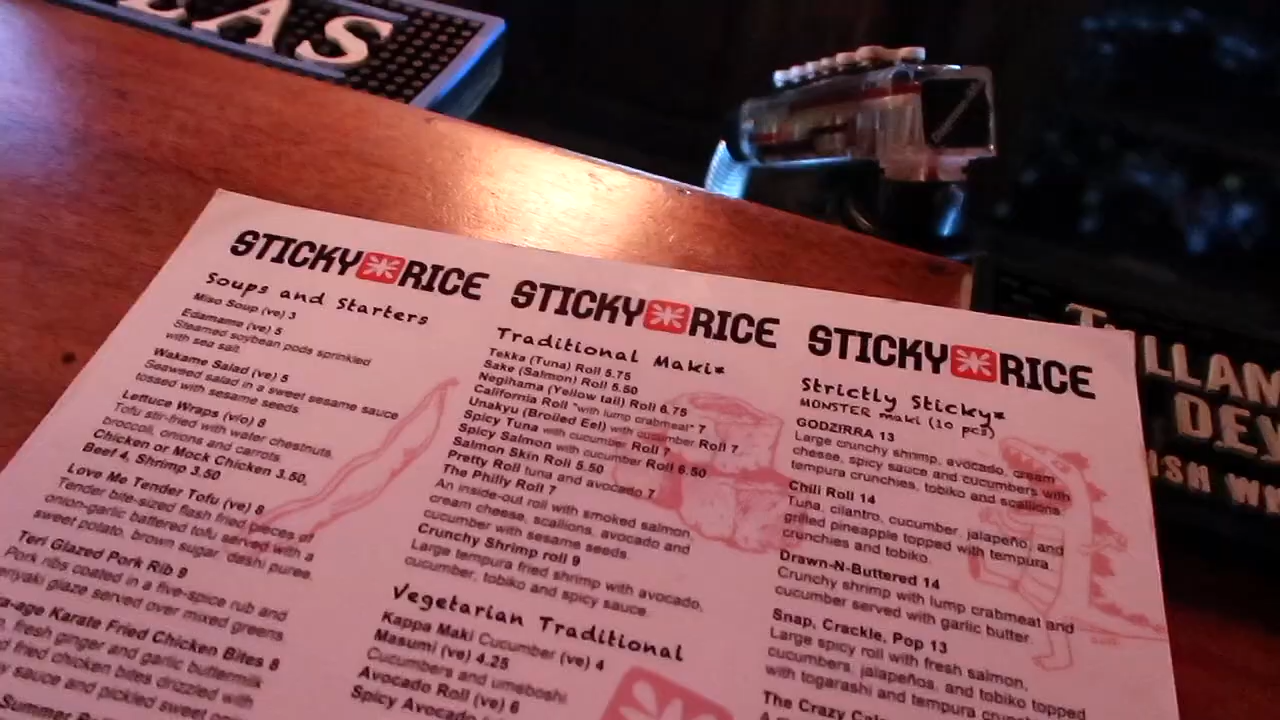 LAS
STICKY RICE
Soups and Starters
Miso Soup (ve) 3
Edamame (ve) 5
Steamed soybean pods sprinkled
with sea salt.
Wakame Salad (ve) 5
Seaweed salad in a sweet sesame sauce
tossed with sesame seeds.
Lettuce Wraps (v/o) 8
Tofu stir-fried with water chestnuts,
broccoli, onions and carrots.
Chicken or Mock Chicken 3.50,
Beef 4, Shrimp 3.50
Love Me Tender Tofu (ve) 8
Tender bite-sized flash fried pieces of
onion-garlic battered tofu served with a
sweet potato, brown sugar, dashi puree.
Teri Glazed Pork Rib 9
Pork ribs coated in a five-spice rub and
glaze served over mixed greens.
Karate Fried Chicken Bites 8
fresh ginger and garlic buttermilk
fried chicken bites drizzled with
sauce and pickled sweet
Summer
STICKY RICE
Traditional Maki*
Tekka (Tuna) Roll 5.75
Sake (Salmon) Roll 5.50
Negihama (Yellow tail) Roll 6.75
California Roll "with lump crabmeat" 7
Unakyu (Broiled Eel) with cucumber Roll 7
Spicy Tuna with cucumber Roll 7
Spicy Salmon with cucumber Roll 6.50
Salmon Skin Roll 5.50
Pretty Roll tuna and avocado 7
The Philly Roll 7
An inside-out roll with smoked salmon,
cream cheese, scallions, avocado and
cucumber with sesame seeds.
Crunchy Shrimp roll 9
Large tempura fried shrimp with avocado,
cucumber, tobiko and spicy sauce.
Vegetarian Traditional
Kappa Maki Cucumber (ve) 4
Masumi (ve) 4.25
Cucumbers and umeboshi
Avocado Roll (ve) 6
Spicy Avocado
STICKY RICE
Strictly Sticky*
MONSTER maki (10 pcs)
GODZIRRA 13
Large crunchy shrimp, avocado, cream
cheese, spicy sauce and cucumbers with
tempura crunchies, tobiko and scallions
Chili Roll 14
Tuna, cilantro, cucumber, jalapeño, and
grilled pineapple topped with tempura
crunchies and tobiko.
Drawn-N-Buttered 14
Crunchy shrimp with lump crabmeat and
cucumber served with garlic butter.
Snap, Crackle, Pop 13
Large spicy roll with fresh salmon,
cucumbers, jalapeños, and tobiko topped
with togarashi and tempura
The Crazy
TULLAM
DEW
ISH WH